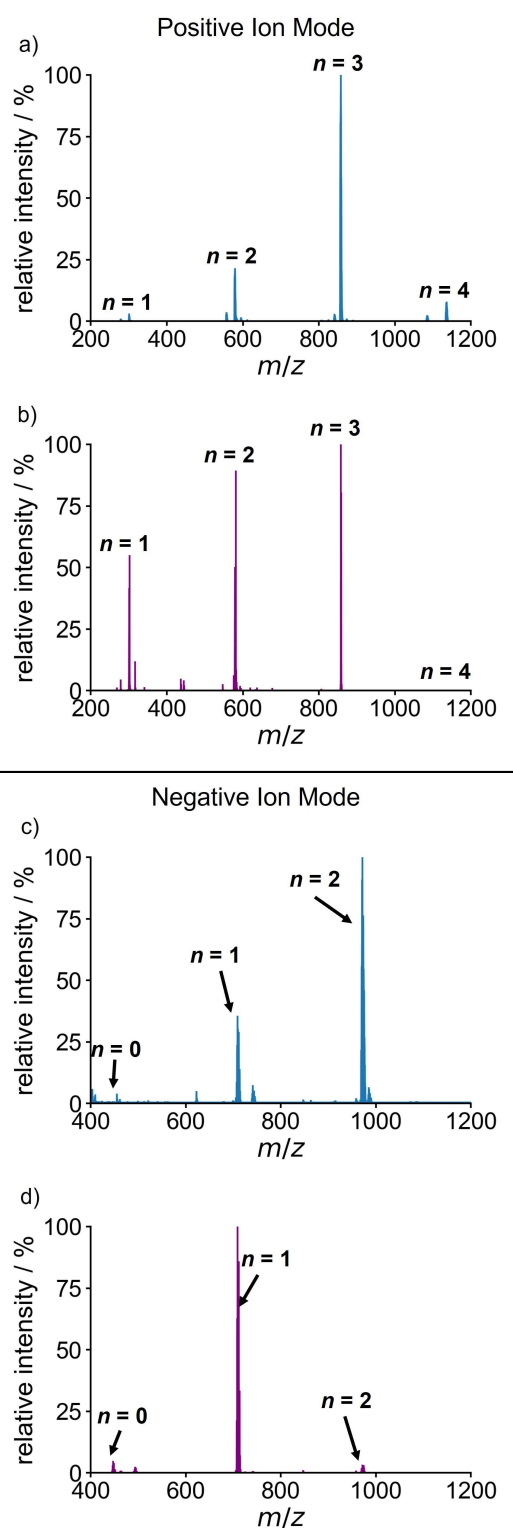 Positive Ion Mode
a)
n = 3
100
75
50
25
0
relative intensity / %
n = 2
n = 1
n = 4
200 400 600 800 1000 1200
m/z
b)
n = 3
100
75
50
25
0
relative intensity / %
n = 2
n = 1
n = 4
200 400 600 800 1000 1200
m/z
Negative Ion Mode
c)
100
75
50
25
0
relative intensity / %
n = 2
n = 1
n = 0
400 600 800 1000 1200
m/z
d)
100
75
50
25
0
relative intensity / %
n = 1
n = 2
n = 0
400 600 800 1000 1200
m/z